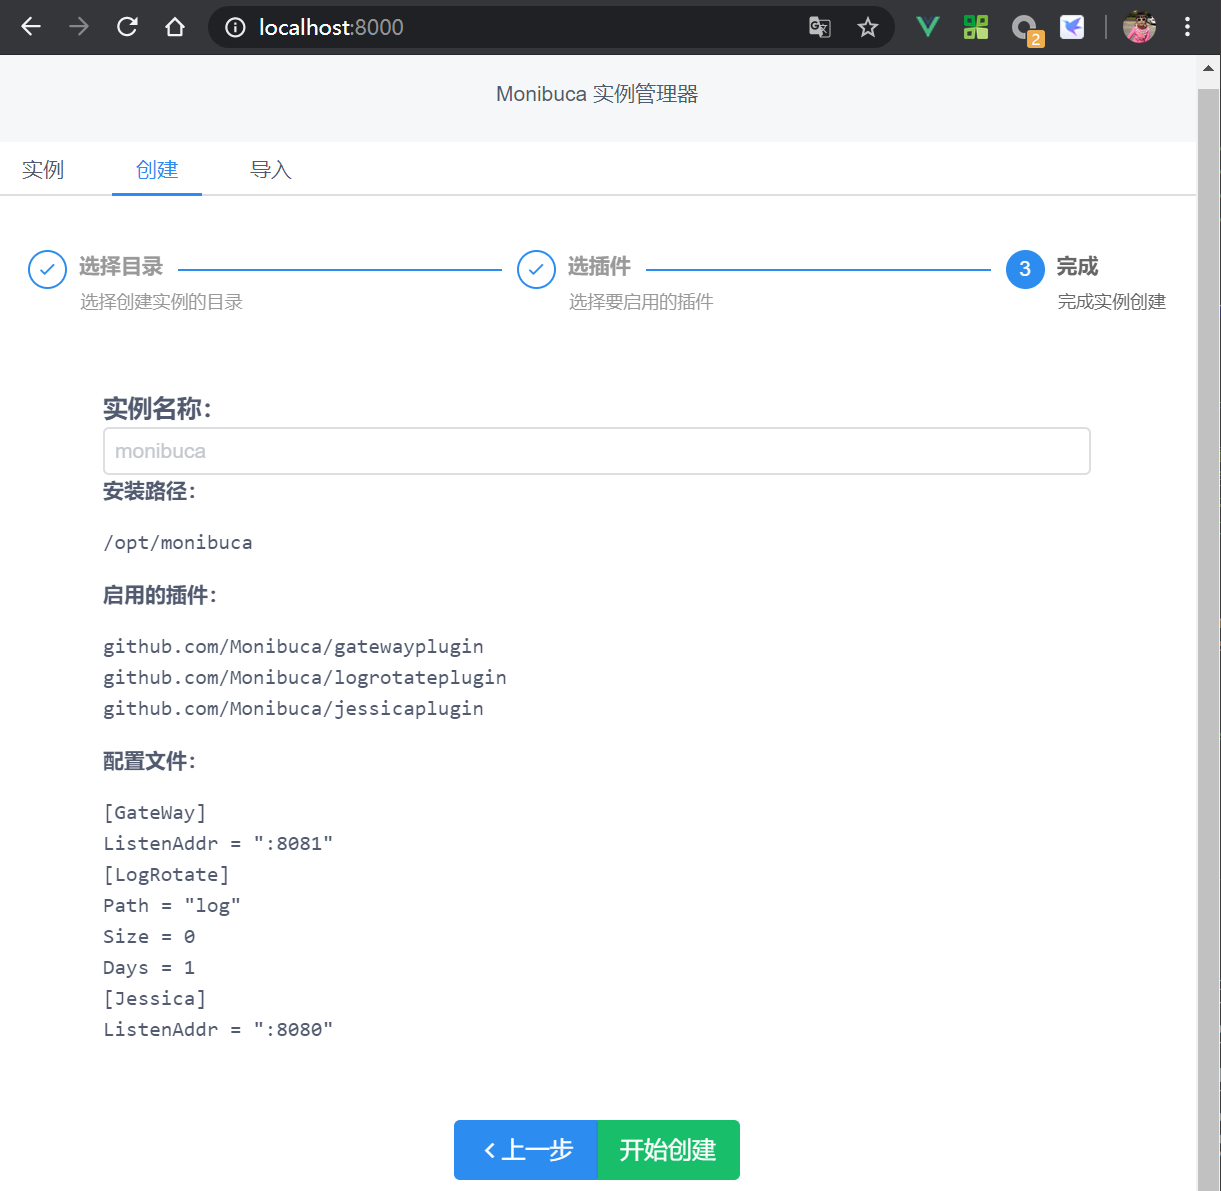 localhost:8000
2
Monibuca 实例管理器
实例 创建 导入
选择目录 选插件 3 完成
选择创建实例的目录 选择要启用的插件 完成实例创建
实例名称：
monibuca
安装路径：
/opt/monibuca
启用的插件：
github.com/Monibuca/gatewayplugin
github.com/Monibuca/logrotateplugin
github.com/Monibuca/jessicaplugin
配置文件：
[GateWay]
ListenAddr = ":8081"
[LogRotate]
Path = "log"
Size = 0
Days = 1
[Jessica]
ListenAddr = ":8080"
上一步 开始创建